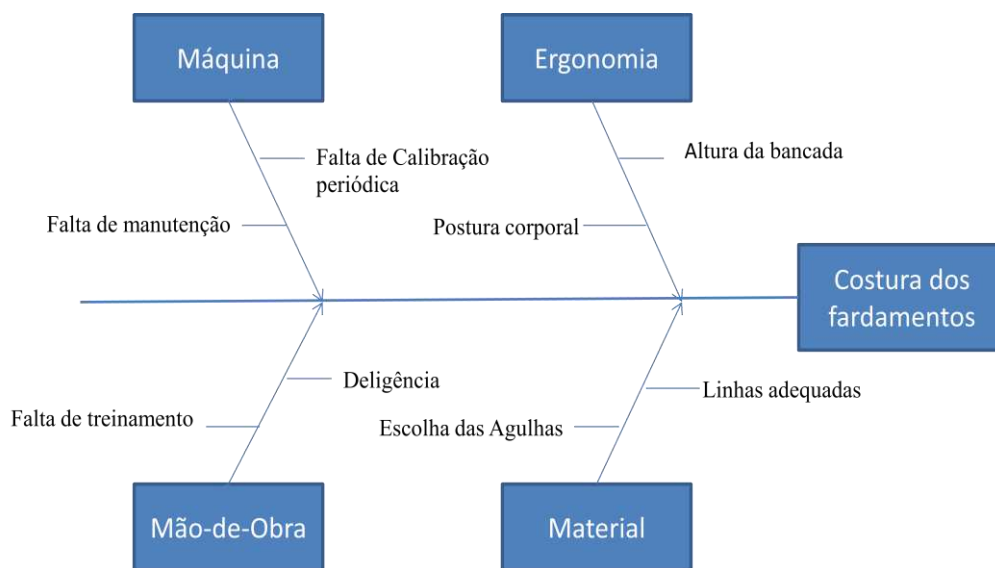 Máquina
Ergonomia
Falta de Calibração
periódica
Altura da bancada
Falta de manutenção
Postura corporal
Costura dos
fardamentos
Deligência
Linhas adequadas
Falta de treinamento
Escolha das Agulhas
Mão-de-Obra
Material